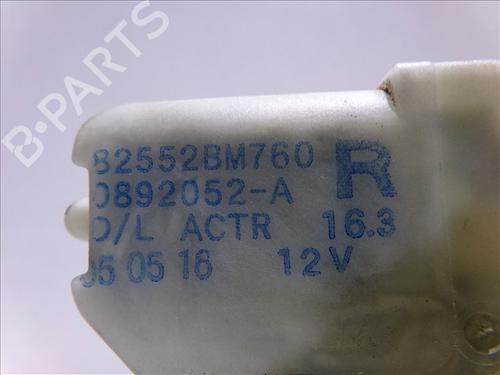 B-PARTS
82552BM760
0892052-A
R
D/L ACTR 16.3
05 05 16 12V